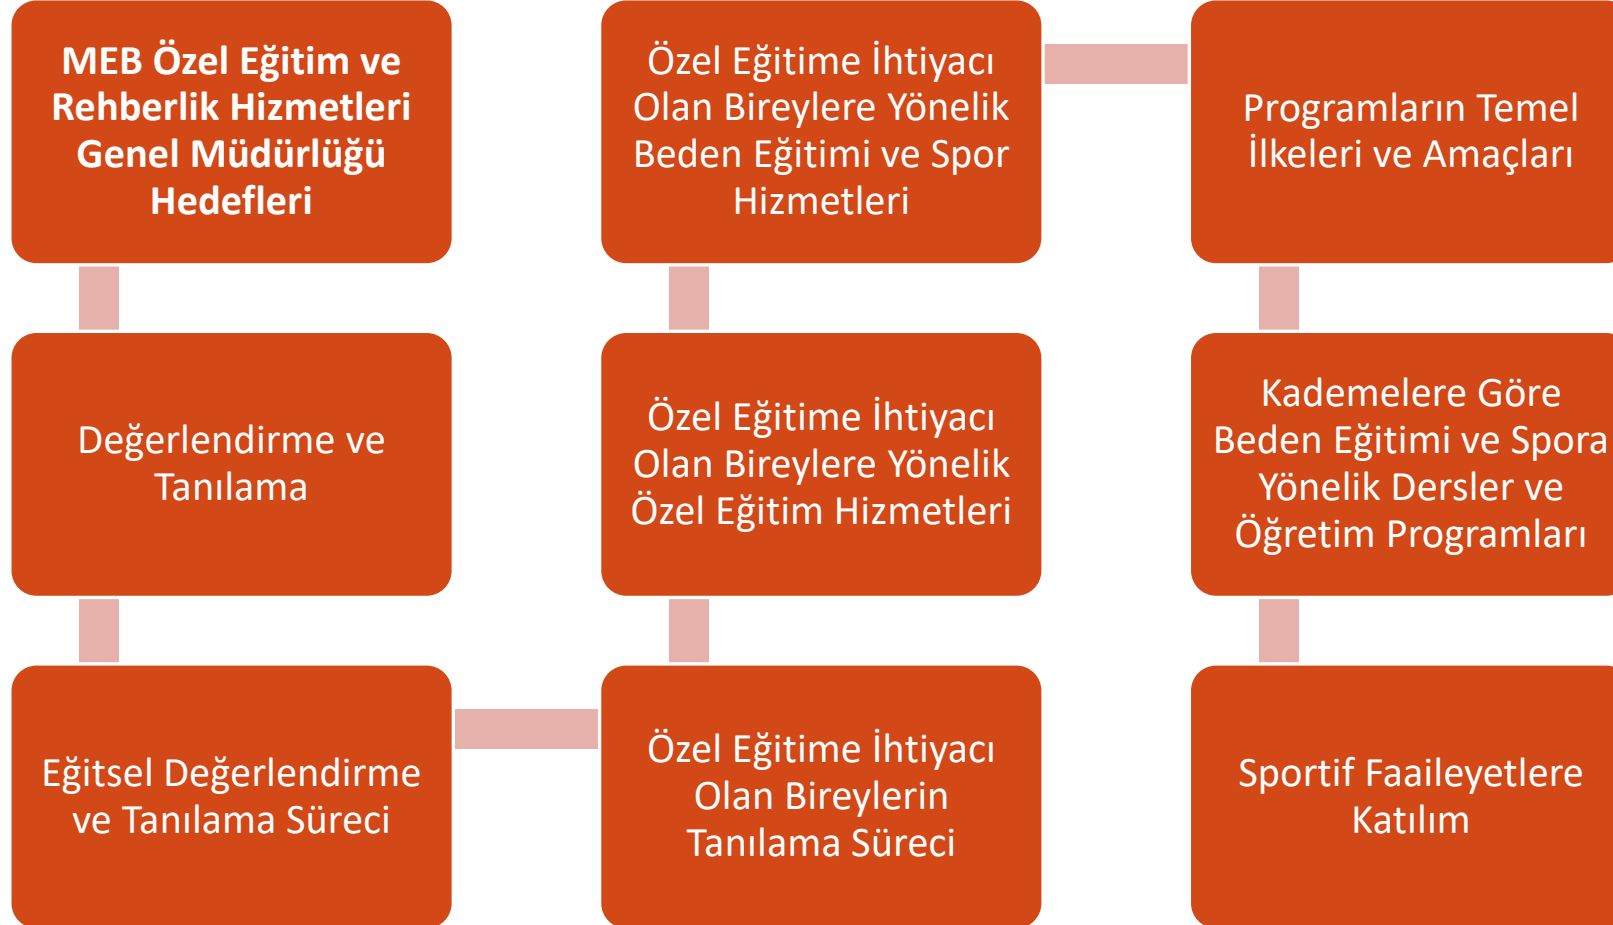 MEB Özel Eğitim ve
Rehberlik Hizmetleri
Genel Müdürlüğü
Hedefleri
Değerlendirme ve
Tanılama
Eğitsel Değerlendirme
ve Tanılama Süreci
Özel Eğitime İhtiyacı
Olan Bireylerin
Tanılama Süreci
Özel Eğitime İhtiyacı
Olan Bireylere Yönelik
Özel Eğitim Hizmetleri
Özel Eğitime İhtiyacı
Olan Bireylere Yönelik
Beden Eğitimi ve Spor
Hizmetleri
Programların Temel
İlkeleri ve Amaçları
Kademelere Göre
Beden Eğitimi ve Spora
Yönelik Dersler ve
Öğretim Programları
Sportif Faaileyetlere
Katılım